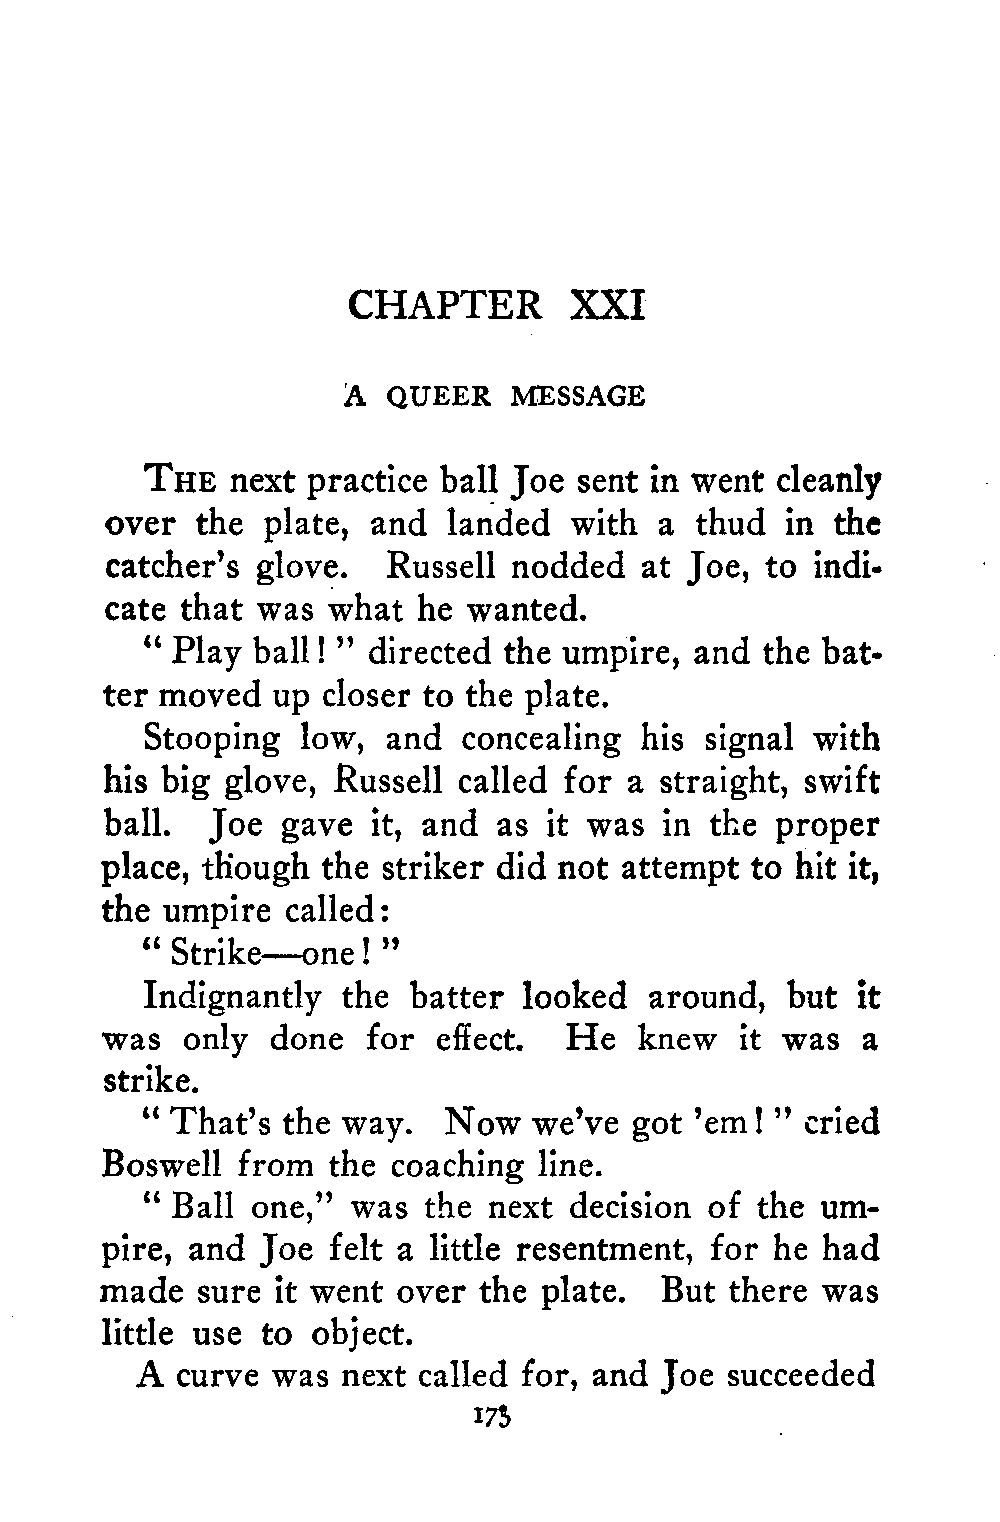 CHAPTER XXI
A QUEER MESSAGE
THE next practice ball Joe sent in went cleanly
over the plate, and landed with a thud in the
catcher's glove. Russell nodded at Joe, to indi-
cate that was what he wanted.
" Play ball! " directed the umpire, and the bat-
ter moved up closer to the plate.
Stooping low, and concealing his signal with
his big glove, Russell called for a straight, swift
ball. Joe gave it, and as it was in the proper
place, though the striker did not attempt to hit it,
the umpire called:
" Strike—one! "
Indignantly the batter looked around, but it
was only done for effect. He knew it was a
strike.
" That's the way. Now we've got 'em! " cried
Boswell from the coaching line.
" Ball one," was the next decision of the um-
pire, and Joe felt a little resentment, for he had
made sure it went over the plate. But there was
little use to object.
A curve was next called for, and Joe succeeded
173